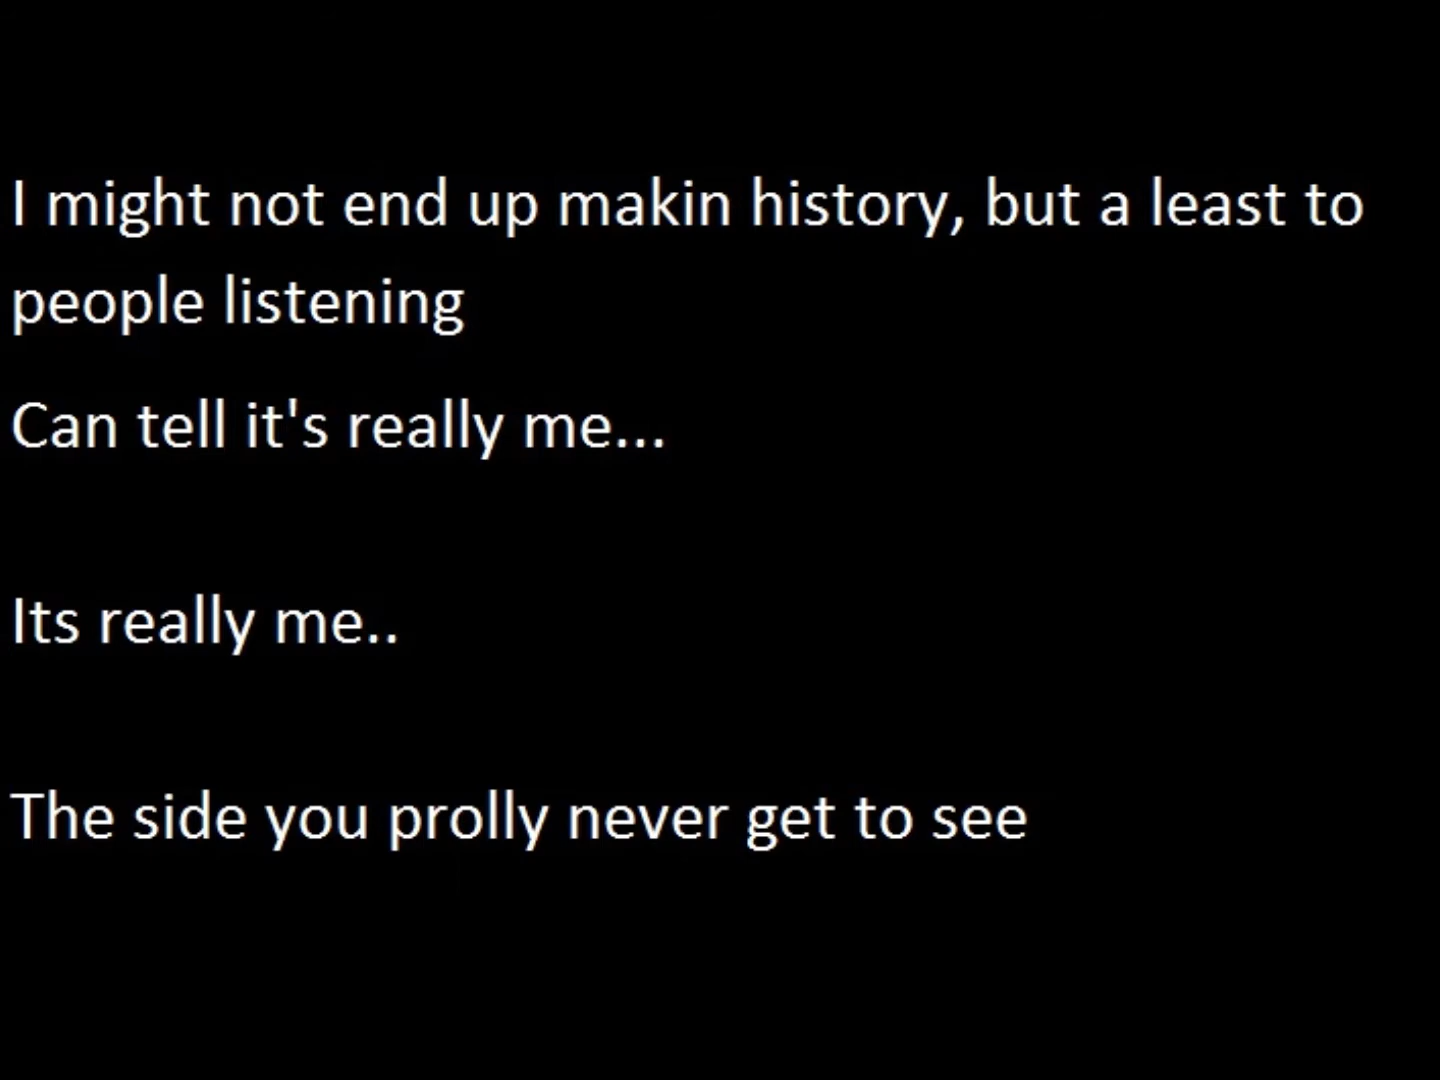 I might not end up makin history, but a least to
people listening
Can tell it's really me...
Its really me..
The side you prolly never get to see